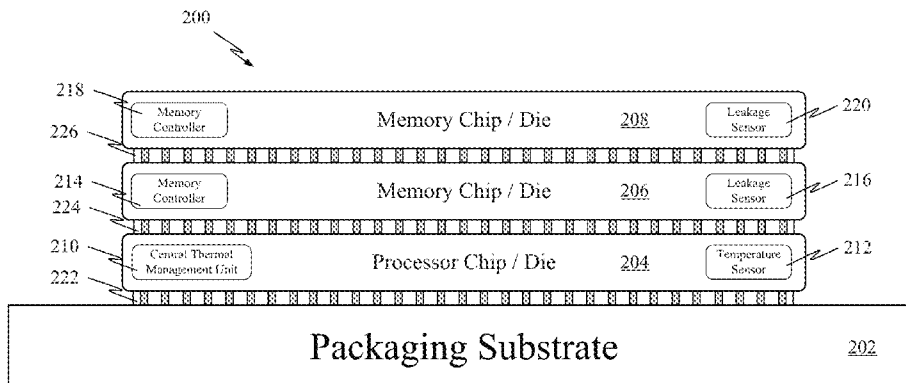 200
218
Memory
Controller
Memory Chip / Die
208
Leakage
Sensor
220
226
214
Memory
Controller
Memory Chip / Die
206
Leakage
Sensor
216
224
210
Central Thermal
Management Unit
Processor Chip / Die
204
Temperature
Sensor
212
222
Packaging Substrate
202